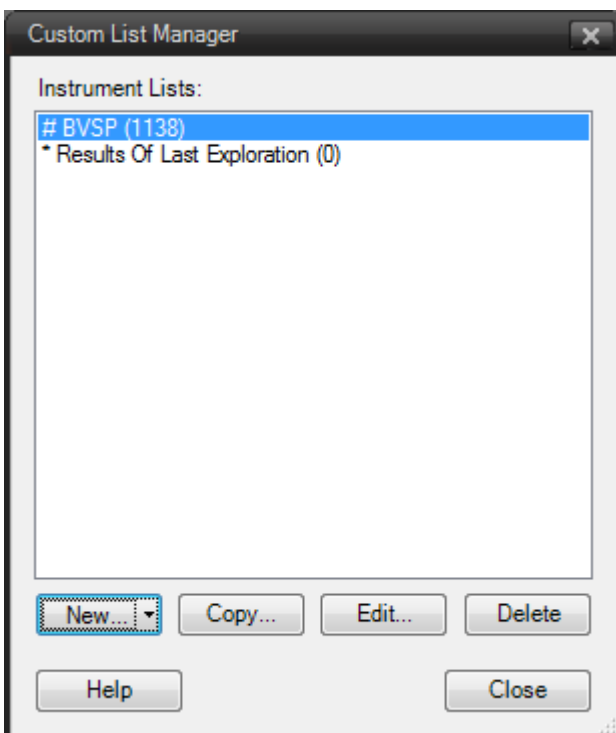 Custom List Manager
Instrument Lists:
# BVSP (1138)
* Results Of Last Exploration (0)
New... Copy... Edit... Delete
Help Close